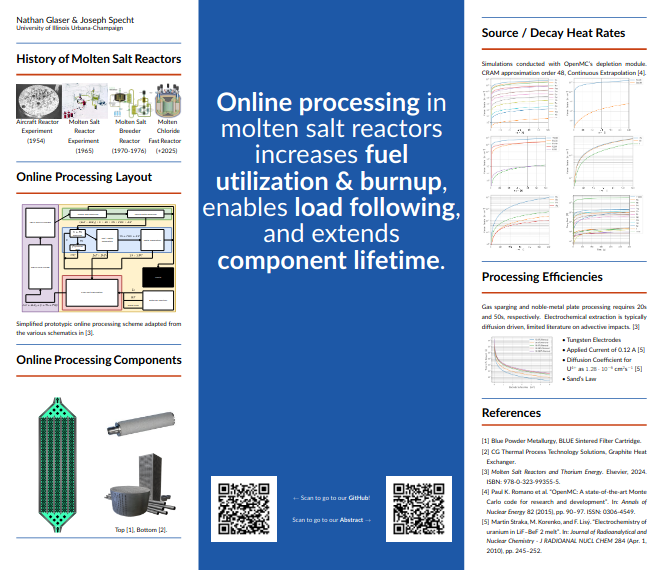 Nathan Glaser & Joseph Specht
University of Illinois Urbana-Champaign
History of Molten Salt Reactors
Aircraft Reactor
Experiment
(1954)
Molten Salt
Reactor
Experiment
(1965)
Molten Salt
Breeder
Reactor
(1970-1976)
Molten
Chloride
Fast Reactor
(+2025)
Online Processing Layout
Simplified prototypic online processing scheme adapted from
the various schematics in [3].
Online Processing Components
Top [1], Bottom [2].
Online processing in
molten salt reactors
increases fuel
utilization & burnup,
enables load following,
and extends
component lifetime.
← Scan to go to our GitHub!
Scan to go to our Abstract →
Source / Decay Heat Rates
Simulations conducted with OpenMC's depletion module.
CRAM approximation order 48, Continuous Extrapolation [4].
Processing Efficiencies
Gas sparging and noble-metal plate processing requires 20s
and 50s, respectively. Electrochemical extraction is typically
diffusion driven, limited literature on advective impacts. [3]
• Tungsten Electrodes
• Applied Current of 0.12 A [5]
• Diffusion Coefficient for
U⁴⁺ as 1.28 · 10⁻⁶ cm²s⁻¹ [5]
• Sand's Law
References
[1] Blue Powder Metallurgy, BLUE Sintered Filter Cartridge.
[2] CG Thermal Process Technology Solutions, Graphite Heat
Exchanger.
[3] Molten Salt Reactors and Thorium Energy. Elsevier, 2024.
ISBN: 978-0-323-99355-5.
[4] Paul K. Romano et al. "OpenMC: A state-of-the-art Monte
Carlo code for research and development". In: Annals of
Nuclear Energy 82 (2015), pp. 90–97. ISSN: 0306-4549.
[5] Martin Straka, M. Korenko, and F. Lisý. "Electrochemistry of
uranium in LiF–BeF 2 melt". In: Journal of Radioanalytical and
Nuclear Chemistry - J RADIOANAL NUCL CHEM 284 (Apr. 1,
2010), pp. 245–252.